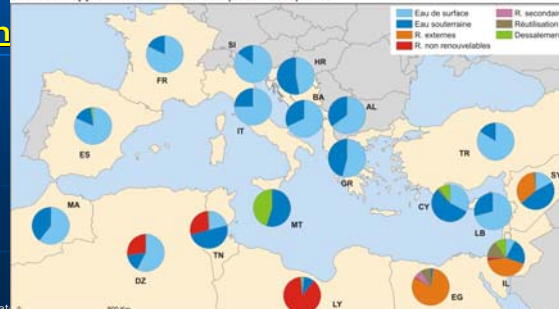 Eau de surface
Eau souterraine
R. externes
R. non renouvelables
R. secondair
Réutilisation
Dessalemen
n
FR
SI
HR
BA
AL
IT
ES
GR
TR
SY
CY
LB
MA
DZ
TN
MT
LY
EG
IL